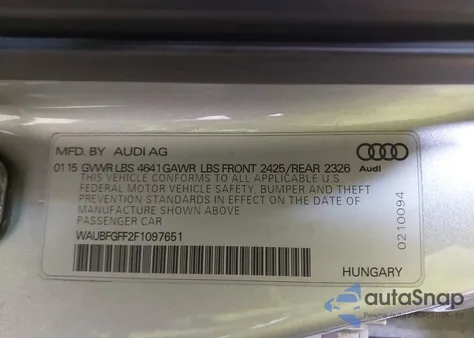 MFD. BY AUDI AG
01 15 GVWR LBS 4641 GAWR LBS FRONT 2425/REAR 2326
Audi
THIS VEHICLE CONFORMS TO ALL APPLICABLE U.S.
FEDERAL MOTOR VEHICLE SAFETY, BUMPER AND THEFT
PREVENTION STANDARDS IN EFFECT ON THE DATE OF
MANUFACTURE SHOWN ABOVE.
PASSENGER CAR
WAUBFGFF2F1097651
0210094
HUNGARY
autoSnap